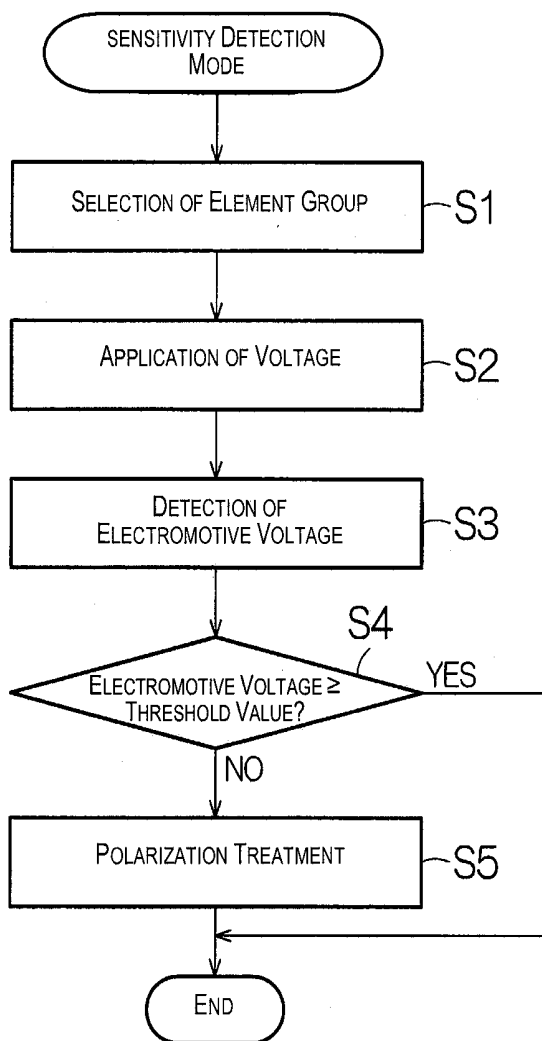 SENSITIVITY DETECTION
MODE
SELECTION OF ELEMENT GROUP
S1
APPLICATION OF VOLTAGE
S2
DETECTION OF
ELECTROMOTIVE VOLTAGE
S3
S4
ELECTROMOTIVE VOLTAGE ≥
THRESHOLD VALUE?
YES
NO
POLARIZATION TREATMENT
S5
END